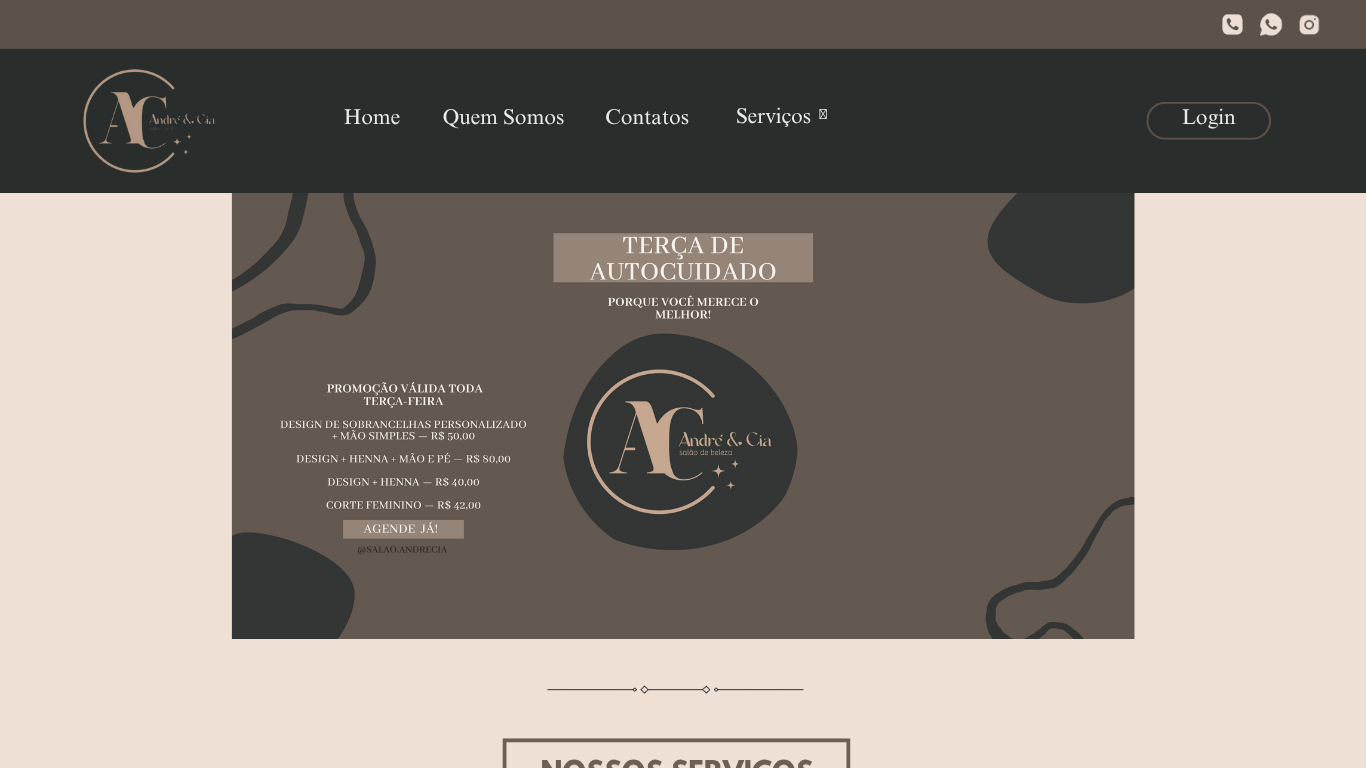 André & Cia
Home
Quem Somos
Contatos
Serviços
Login
TERÇA DE
AUTOCUIDADO
PORQUE VOCÊ MERECE O
MELHOR!
PROMOÇÃO VÁLIDA TODA
TERÇA-FEIRA
DESIGN DE SOBRANCELHAS PERSONALIZADO
+ MÃO SIMPLES — R$ 50,00
DESIGN + HENNA + MÃO E PÉ — R$ 80,00
DESIGN + HENNA — R$ 40,00
CORTE FEMININO — R$ 42,00
AGENDE JÁ!
@SALAO.ANDRECIA
AC
André & Cia
salão de beleza
NOSSOS SERVIÇOS